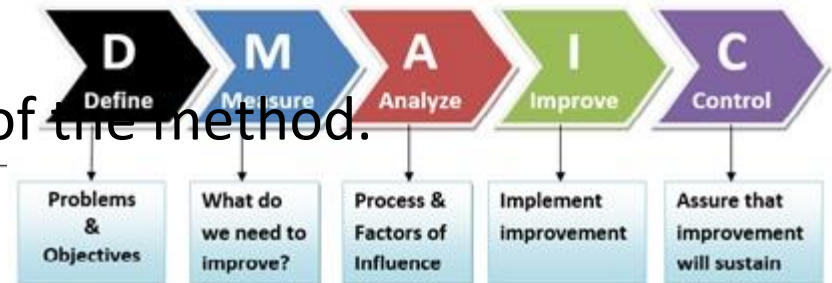 D M A I C
Define Measure Analyze Improve Control
of the method.
Problems
&
Objectives
What do
we need to
improve?
Process &
Factors of
Influence
Implement
improvement
Assure that
improvement
will sustain